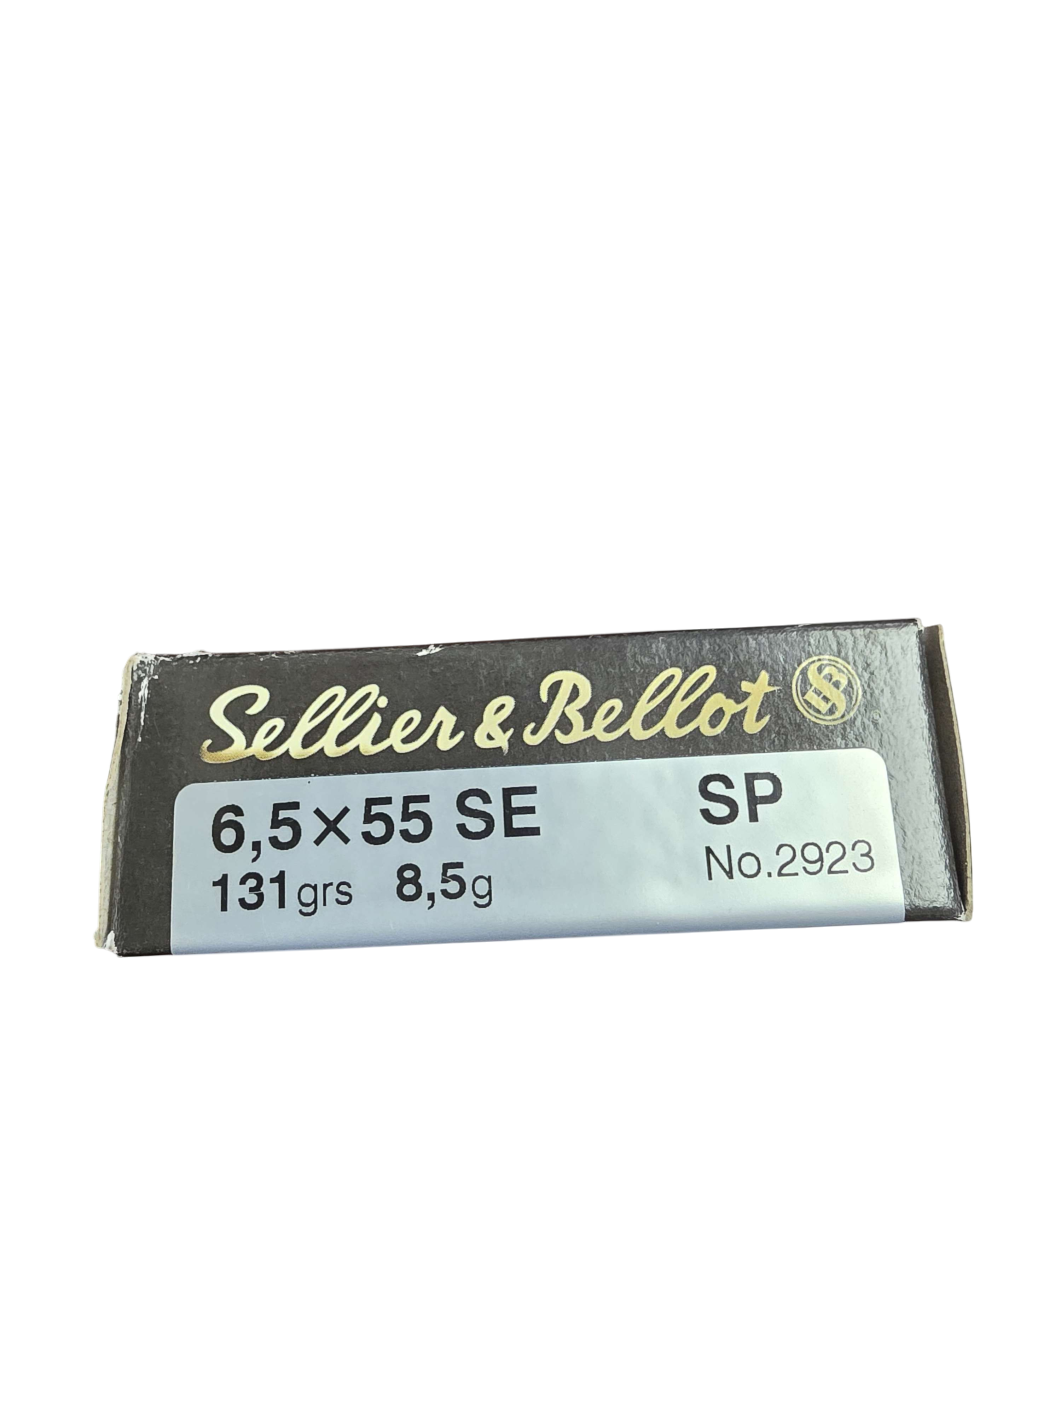 Sellier & Bellot
6,5×55 SE SP
131grs 8,5g No.2923